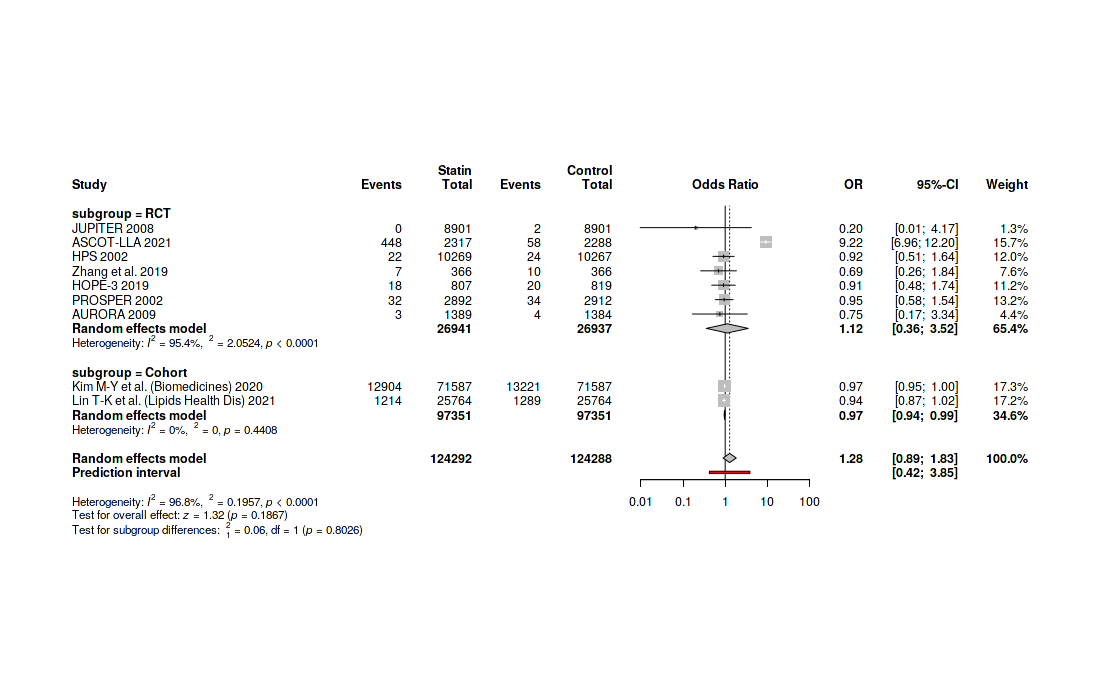 Statin Control
Study Events Total Events Total Odds Ratio OR 95%-CI Weight
subgroup = RCT
JUPITER 2008 0 8901 2 8901 0.20 [0.01; 4.17] 1.3%
ASCOT-LLA 2021 448 2317 58 2288 9.22 [6.96; 12.20] 15.7%
HPS 2002 22 10269 24 10267 0.92 [0.51; 1.64] 12.0%
Zhang et al. 2019 7 366 10 366 0.69 [0.26; 1.84] 7.6%
HOPE-3 2019 18 807 20 819 0.91 [0.48; 1.74] 11.2%
PROSPER 2002 32 2892 34 2912 0.95 [0.58; 1.54] 13.2%
AURORA 2009 3 1389 4 1384 0.75 [0.17; 3.34] 4.4%
Random effects model 26941 26937 1.12 [0.36; 3.52] 65.4%
Heterogeneity: I² = 95.4%, ² = 2.0524, p < 0.0001
subgroup = Cohort
Kim M-Y et al. (Biomedicines) 2020 12904 71587 13221 71587 0.97 [0.95; 1.00] 17.3%
Lin T-K et al. (Lipids Health Dis) 2021 1214 25764 1289 25764 0.94 [0.87; 1.02] 17.2%
Random effects model 97351 97351 0.97 [0.94; 0.99] 34.6%
Heterogeneity: I² = 0%, ² = 0, p = 0.4408
Random effects model 124292 124288 1.28 [0.89; 1.83] 100.0%
Prediction interval [0.42; 3.85]
0.01 0.1 1 10 100
Heterogeneity: I² = 96.8%, ² = 0.1957, p < 0.0001
Test for overall effect: z = 1.32 (p = 0.1867)
Test for subgroup differences: ²₁ = 0.06, df = 1 (p = 0.8026)